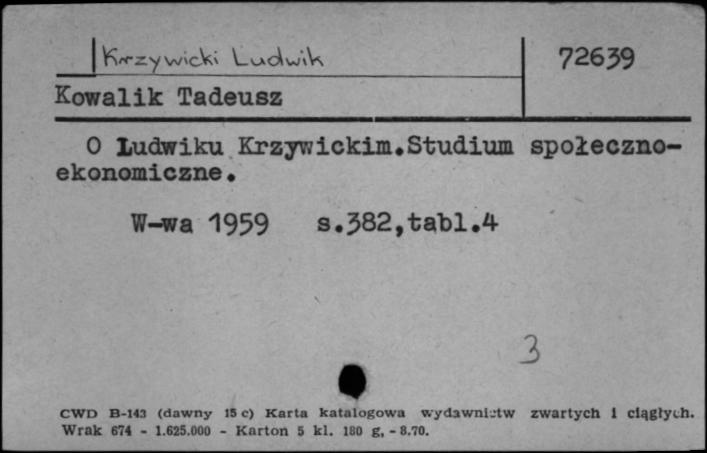 Krzywicki Ludwik
72639
Kowalik Tadeusz
O Ludwiku Krzywickim.Studium społeczno-
ekonomiczne.
W-wa 1959 s.382,tabl.4
3
CWD B-143 (dawny 15 c) Karta katalogowa wydawnictw zwartych i ciągłych.
Wrak 674 - 1.625.000 - Karton 5 kl. 180 g, - 8.70.